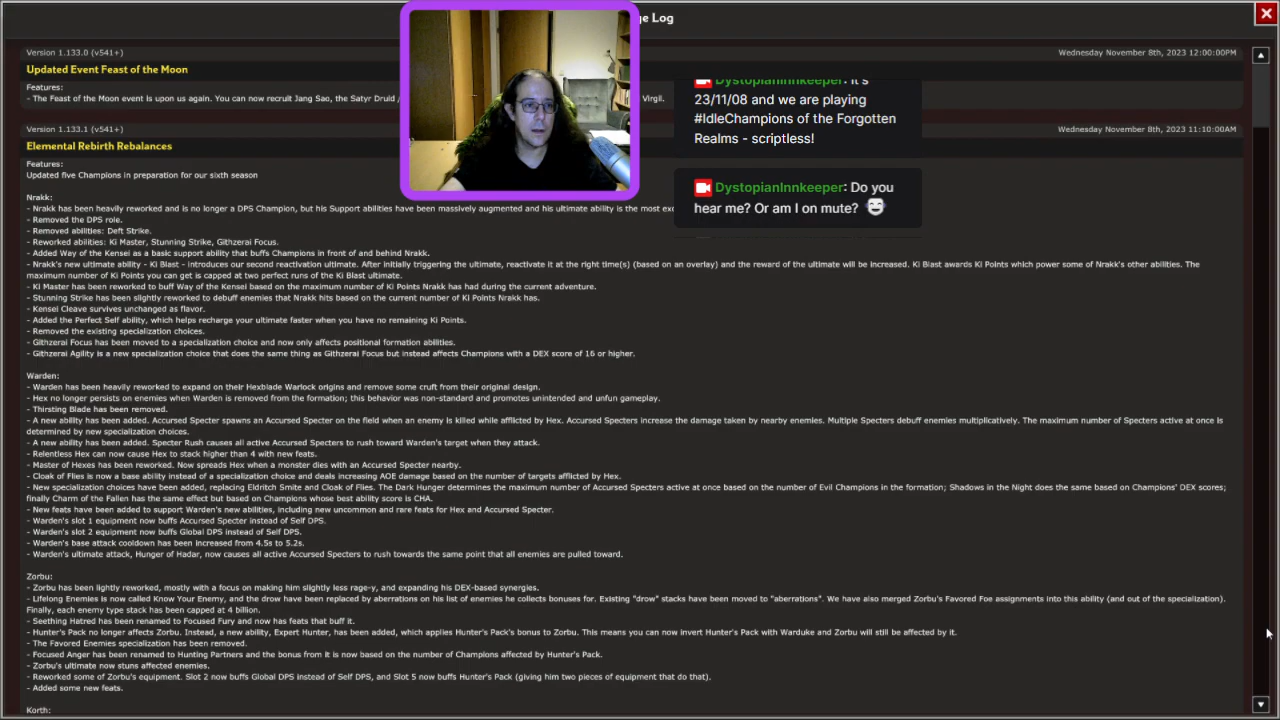 ge Log
Version 1.133.0 (v541+)
Wednesday November 8th, 2023 12:00:00PM
Updated Event Feast of the Moon
Features:
- The Feast of the Moon event is upon us again. You can now recruit Jang Sao, the Satyr Druid / Virgil.
DystopianInnkeeper: It's
23/11/08 and we are playing
#IdleChampions of the Forgotten
Realms - scriptless!
DystopianInnkeeper: Do you
hear me? Or am I on mute?
Version 1.133.1 (v541+)
Wednesday November 8th, 2023 11:10:00AM
Elemental Rebirth Rebalances
Features:
Updated five Champions in preparation for our sixth season
Nrakk:
- Nrakk has been heavily reworked and is no longer a DPS Champion, but his Support abilities have been massively augmented and his ultimate ability is the most
- Removed the DPS role.
- Removed abilities: Deft Strike.
- Reworked abilities: Ki Master, Stunning Strike, Githzerai Focus.
- Added Way of the Kensei as a basic support ability that buffs Champions in front of and behind Nrakk.
- Nrakk's new ultimate ability - Ki Blast - introduces our second reactivation ultimate. After initially triggering the ultimate, reactivate it at the right time(s) (based on an overlay) and the reward of the ultimate will be increased. Ki Blast awards Ki Points which power some of Nrakk's other abilities. The
maximum number of Ki Points you can get is capped at two perfect runs of the Ki Blast ultimate.
- Ki Master has been reworked to buff Way of the Kensei based on the maximum number of Ki Points Nrakk has had during the current adventure.
- Stunning Strike has been slightly reworked to debuff enemies that Nrakk hits based on the current number of Ki Points Nrakk has.
- Kensei Cleave survives unchanged as flavor.
- Added the Perfect Self ability, which helps recharge your ultimate faster when you have no remaining Ki Points.
- Removed the existing specialization choices.
- Githzerai Focus has been moved to a specialization choice and now only affects positional formation abilities.
- Githzerai Agility is a new specialization choice that does the same thing as Githzerai Focus but instead affects Champions with a DEX score of 16 or higher.
Warden:
- Warden has been heavily reworked to expand on their Hexblade Warlock origins and remove some cruft from their original design.
- Hex no longer persists on enemies when Warden is removed from the formation; this behavior was non-standard and promotes unintended and unfun gameplay.
- Thirsting Blade has been removed.
- A new ability has been added. Accursed Specter spawns an Accursed Specter on the field when an enemy is killed while afflicted by Hex. Accursed Specters increase the damage taken by nearby enemies. Multiple Specters debuff enemies multiplicatively. The maximum number of Specters active at once is
determined by new specialization choices.
- A new ability has been added. Specter Rush causes all active Accursed Specters to rush toward Warden's target when they attack.
- Relentless Hex can now cause Hex to stack higher than 4 with new feats.
- Master of Hexes has been reworked. Now spreads Hex when a monster dies with an Accursed Specter nearby.
- Cloak of Flies is now a base ability instead of a specialization choice and deals increasing AOE damage based on the number of targets afflicted by Hex.
- New specialization choices have been added, replacing Eldritch Smite and Cloak of Flies. The Dark Hunger determines the maximum number of Accursed Specters active at once based on the number of Evil Champions in the formation; Shadows in the Night does the same based on Champions' DEX scores;
finally Charm of the Fallen has the same effect but based on Champions whose best ability score is CHA.
- New feats have been added to support Warden's new abilities, including new uncommon and rare feats for Hex and Accursed Specter.
- Warden's slot 1 equipment now buffs Accursed Specter instead of Self DPS.
- Warden's slot 2 equipment now buffs Global DPS instead of Self DPS.
- Warden's base attack cooldown has been increased from 4.5s to 5.2s.
- Warden's ultimate attack, Hunger of Hadar, now causes all active Accursed Specters to rush towards the same point that all enemies are pulled toward.
Zorbu:
- Zorbu has been lightly reworked, mostly with a focus on making him slightly less rage-y, and expanding his DEX-based synergies.
- Lifelong Enemies is now called Know Your Enemy, and the drow have been replaced by aberrations on his list of enemies he collects bonuses for. Existing "drow" stacks have been moved to "aberrations". We have also merged Zorbu's Favored Foe assignments into this ability (and out of the specialization).
Finally, each enemy type stack has been capped at 4 billion.
- Seething Hatred has been renamed to Focused Fury and now has feats that buff it.
- Hunter's Pack no longer affects Zorbu. Instead, a new ability, Expert Hunter, has been added, which applies Hunter's Pack's bonus to Zorbu. This means you can now invert Hunter's Pack with Warduke and Zorbu will still be affected by it.
- The Favored Enemies specialization has been removed.
- Focused Anger has been renamed to Hunting Partners and the bonus from it is now based on the number of Champions affected by Hunter's Pack.
- Zorbu's ultimate now stuns affected enemies.
- Reworked some of Zorbu's equipment. Slot 2 now buffs Global DPS instead of Self DPS, and Slot 5 now buffs Hunter's Pack (giving him two pieces of equipment that do that).
- Added some new feats.
Korth: